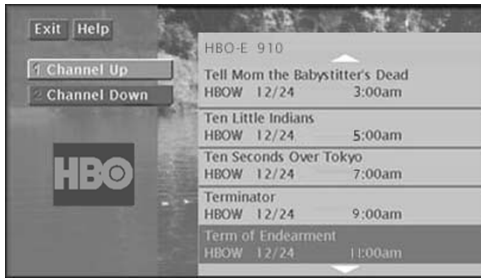 Exit Help
HBO-E 910
1 Channel Up
2 Channel Down
HBO
Tell Mom the Babystitter's Dead
HBOW 12/24 3:00am
Ten Little Indians
HBOW 12/24 5:00am
Ten Seconds Over Tokyo
HBOW 12/24 7:00am
Terminator
HBOW 12/24 9:00am
Term of Endearment
HBOW 12/24 11:00am